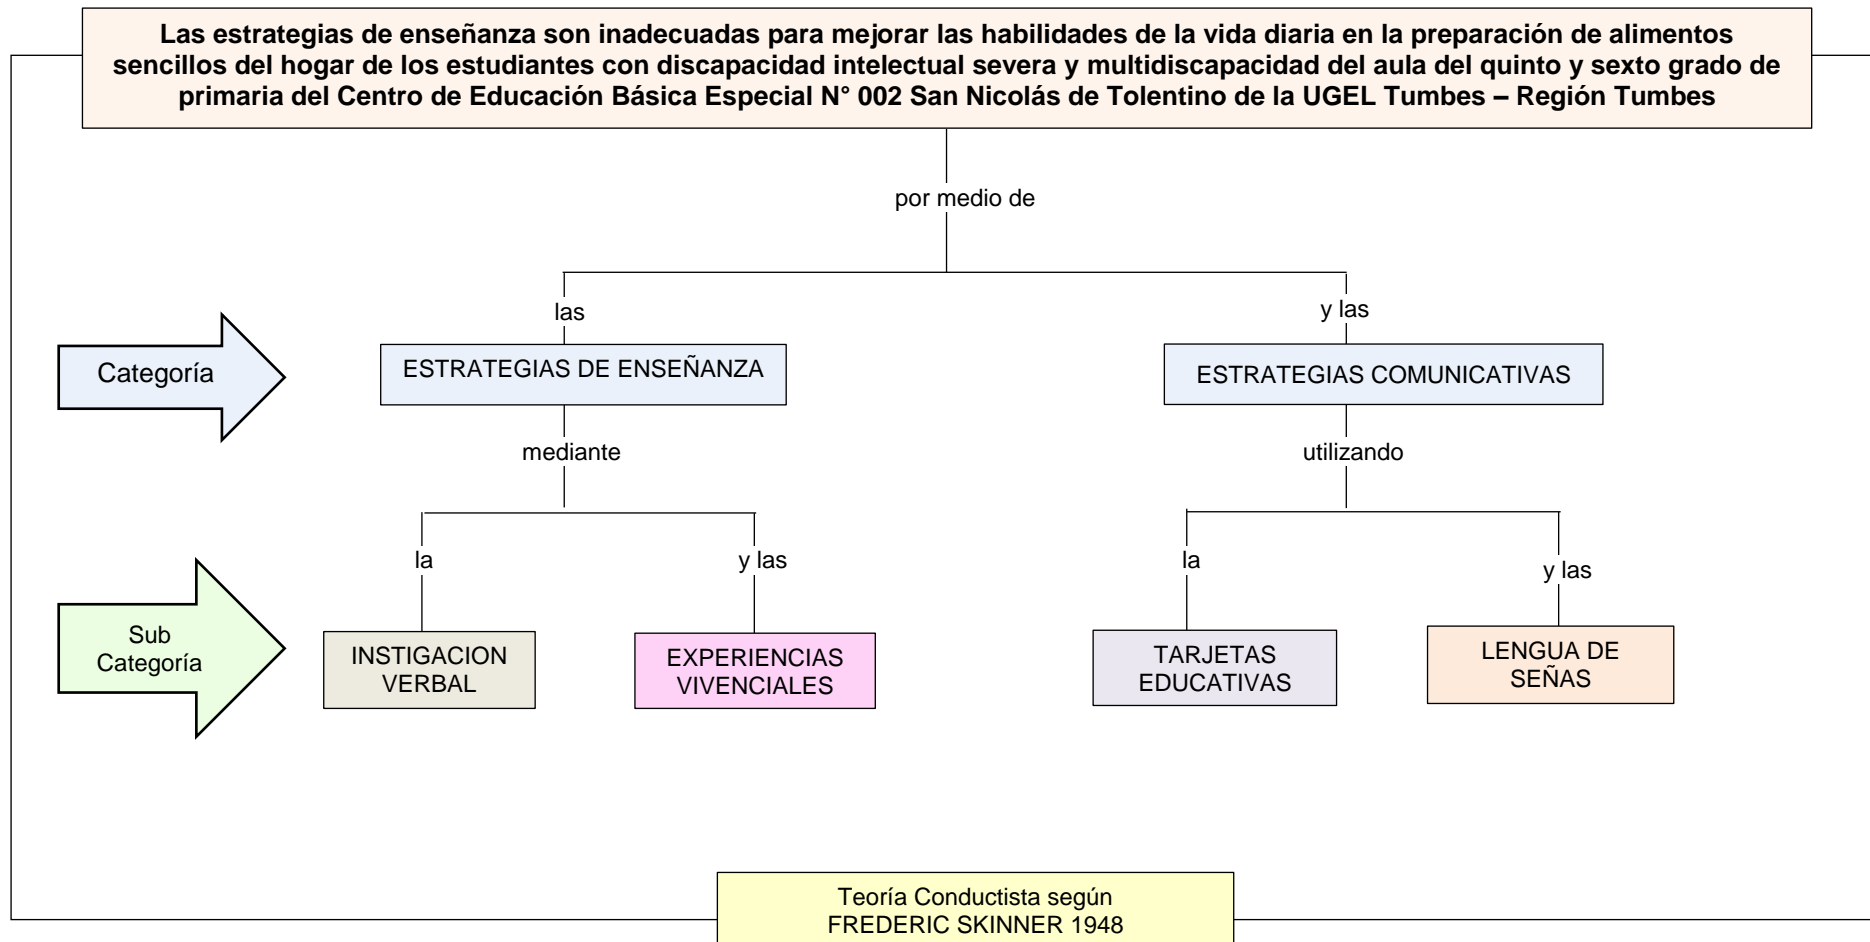 Las estrategias de enseñanza son inadecuadas para mejorar las habilidades de la vida diaria en la preparación de alimentos
sencillos del hogar de los estudiantes con discapacidad intelectual severa y multidiscapacidad del aula del quinto y sexto grado de
primaria del Centro de Educación Básica Especial N° 002 San Nicolás de Tolentino de la UGEL Tumbes – Región Tumbes
por medio de
las
y las
Categoría
ESTRATEGIAS DE ENSEÑANZA
ESTRATEGIAS COMUNICATIVAS
mediante
utilizando
la
y las
la
y las
Sub
Categoría
INSTIGACION
VERBAL
EXPERIENCIAS
VIVENCIALES
TARJETAS
EDUCATIVAS
LENGUA DE
SEÑAS
Teoría Conductista según
FREDERIC SKINNER 1948